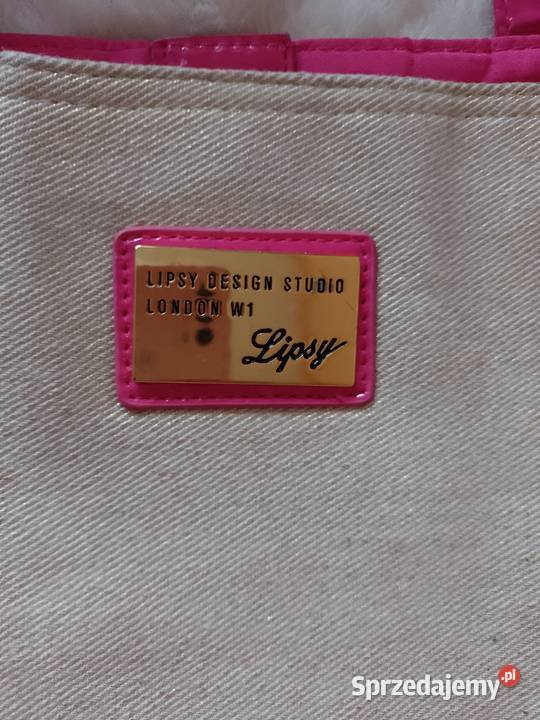 LIPSY DESIGN STUDIO
LONDON W1
Lipsy
Sprzedajemy.pl